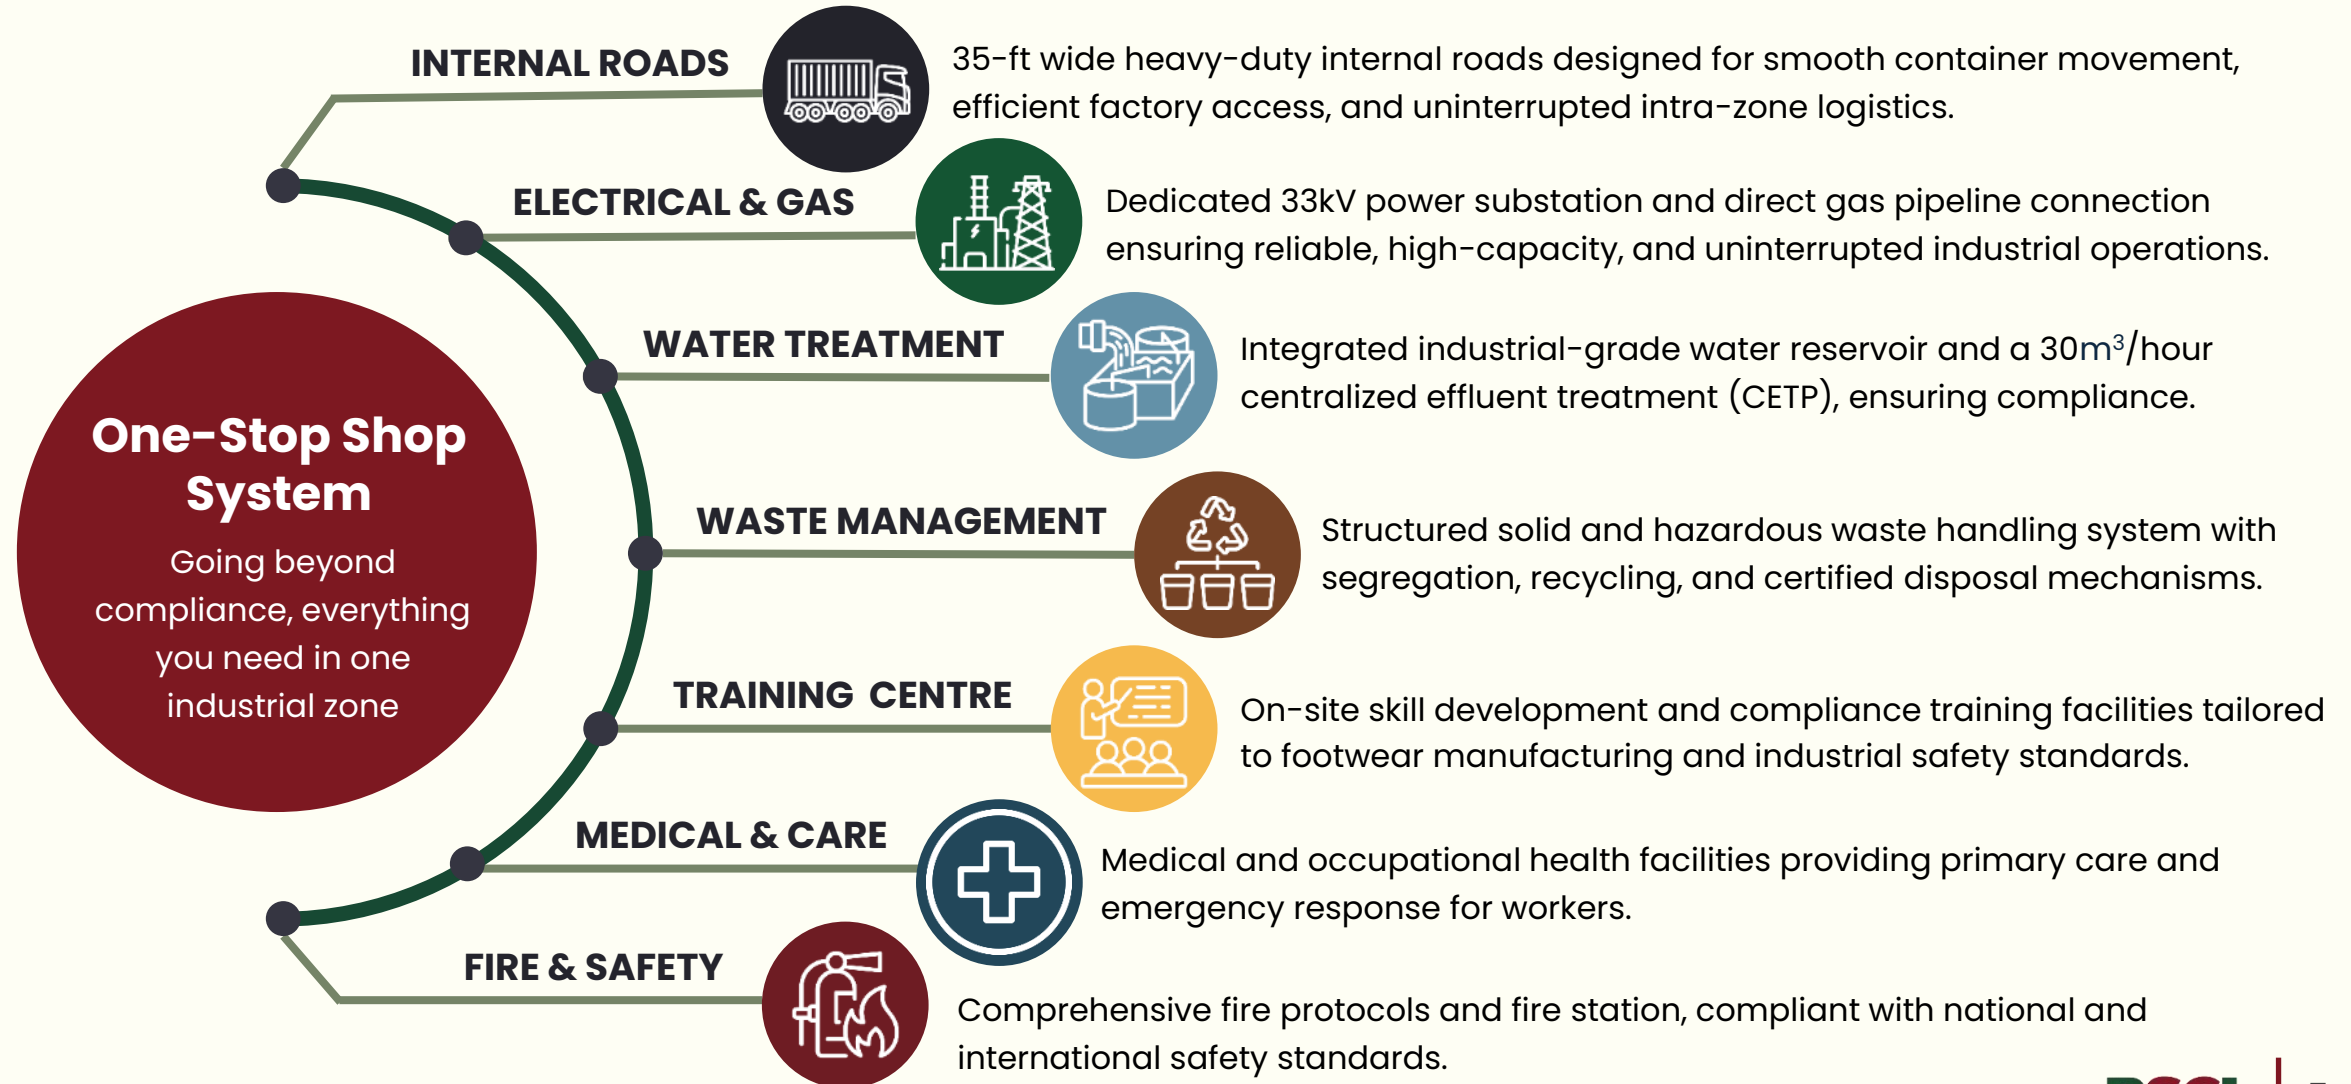 INTERNAL ROADS
35-ft wide heavy-duty internal roads designed for smooth container movement,
efficient factory access, and uninterrupted intra-zone logistics.
ELECTRICAL & GAS
Dedicated 33kV power substation and direct gas pipeline connection
ensuring reliable, high-capacity, and uninterrupted industrial operations.
WATER TREATMENT
Integrated industrial-grade water reservoir and a 30m³/hour
centralized effluent treatment (CETP), ensuring compliance.
One-Stop Shop
System
Going beyond
compliance, everything
you need in one
industrial zone
WASTE MANAGEMENT
Structured solid and hazardous waste handling system with
segregation, recycling, and certified disposal mechanisms.
TRAINING CENTRE
On-site skill development and compliance training facilities tailored
to footwear manufacturing and industrial safety standards.
MEDICAL & CARE
Medical and occupational health facilities providing primary care and
emergency response for workers.
FIRE & SAFETY
Comprehensive fire protocols and fire station, compliant with national and
international safety standards.